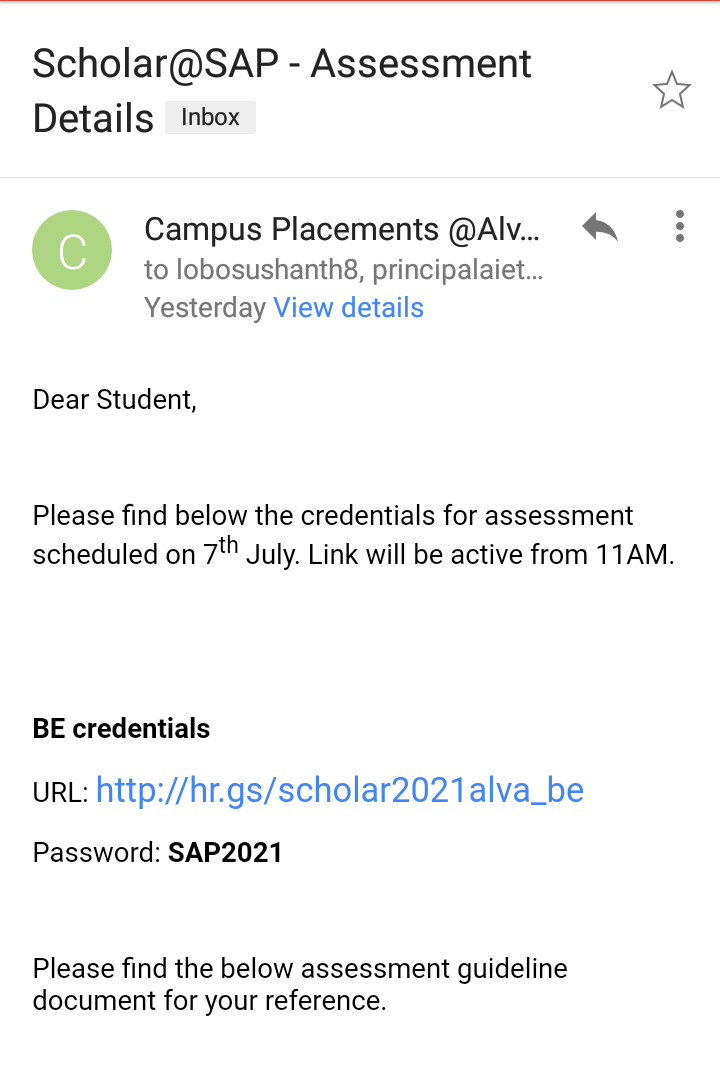 Scholar@SAP - Assessment
Details Inbox
C
Campus Placements @Alv...
to lobosushanth8, principalaiet...
Yesterday View details
Dear Student,
Please find below the credentials for assessment
scheduled on 7th July. Link will be active from 11AM.
BE credentials
URL: http://hr.gs/scholar2021alva_be
Password: SAP2021
Please find the below assessment guideline
document for your reference.